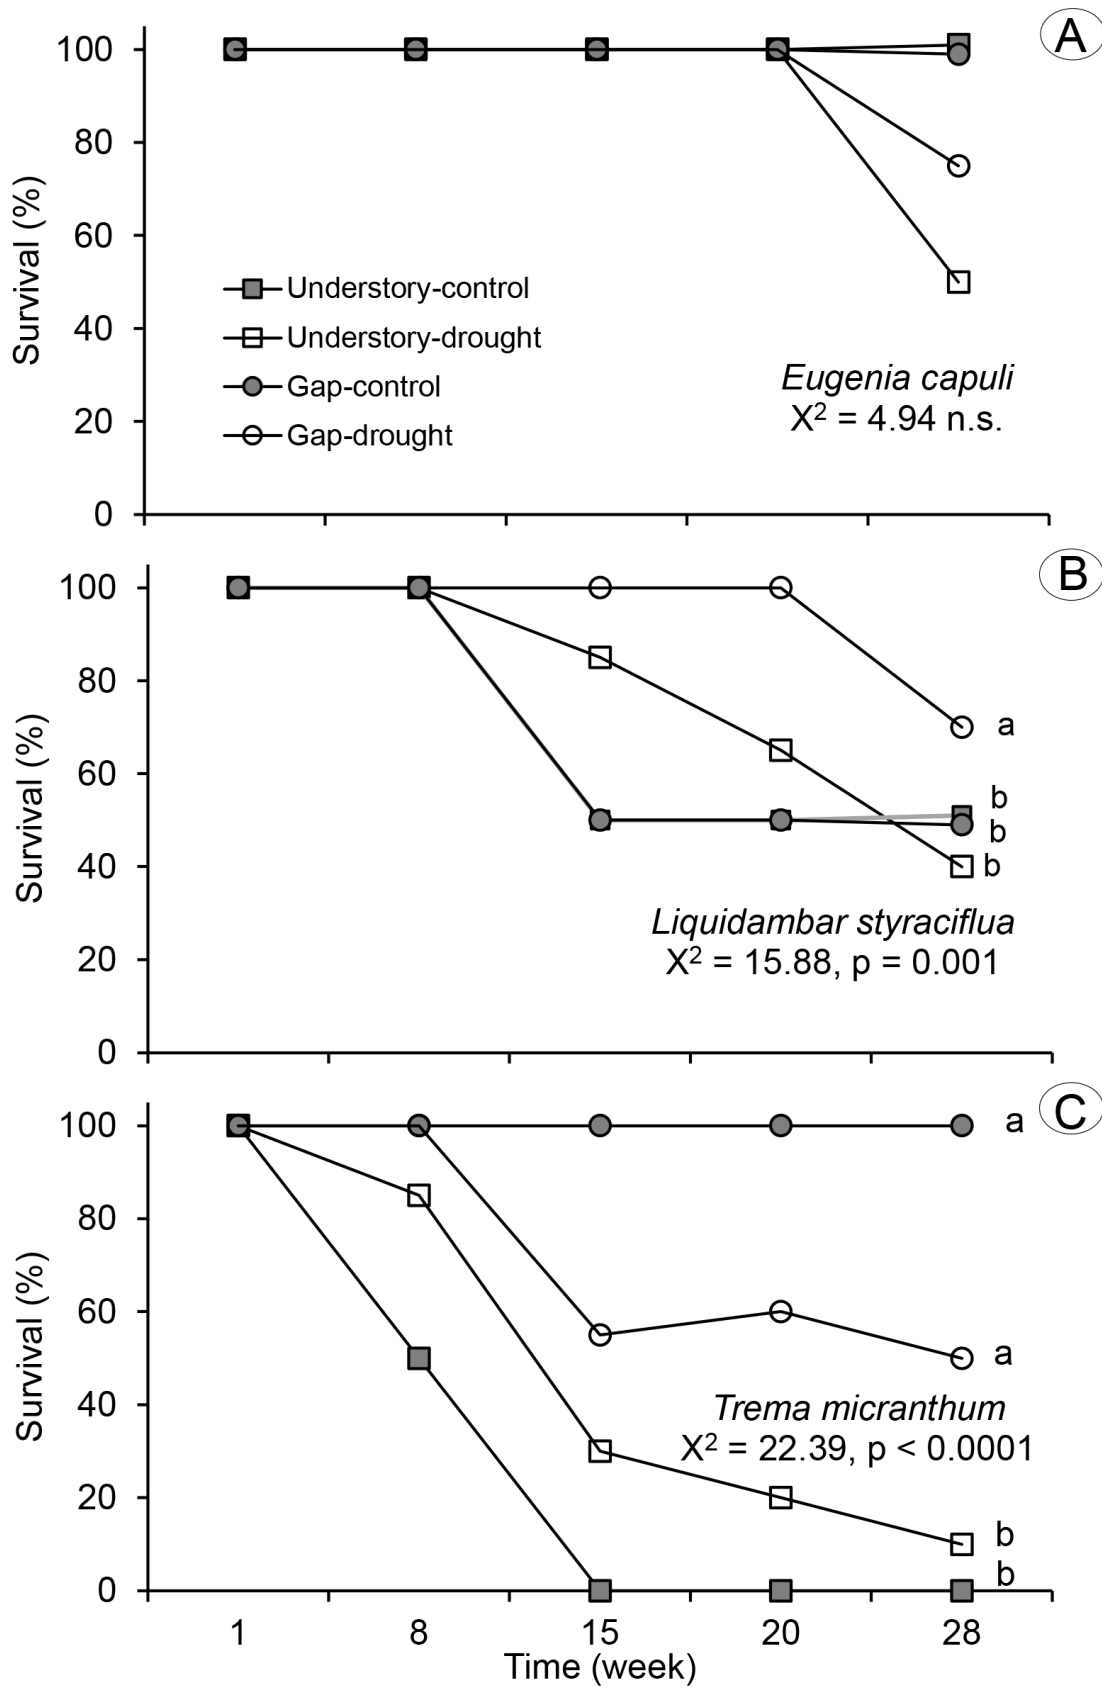 A
100
80
60
40
20
0
Survival (%)
Understory-control
Understory-drought
Gap-control
Gap-drought
Eugenia capuli
X² = 4.94 n.s.
B
100
80
60
40
20
0
Survival (%)
a
b
b
b
Liquidambar styraciflua
X² = 15.88, p = 0.001
C
100
80
60
40
20
0
Survival (%)
a
a
Trema micranthum
X² = 22.39, p < 0.0001
b
b
1 8 15 20 28
Time (week)